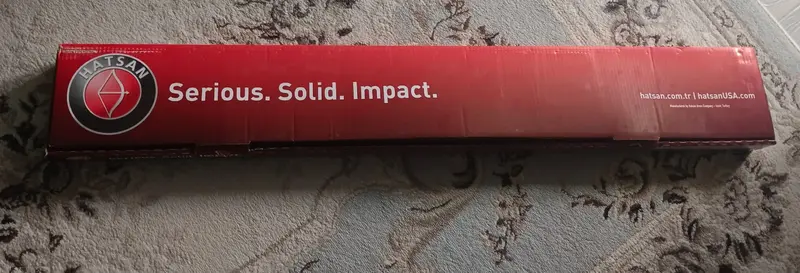 HATSAN
Serious. Solid. Impact.
hatsan.com.tr | hatsanUSA.com